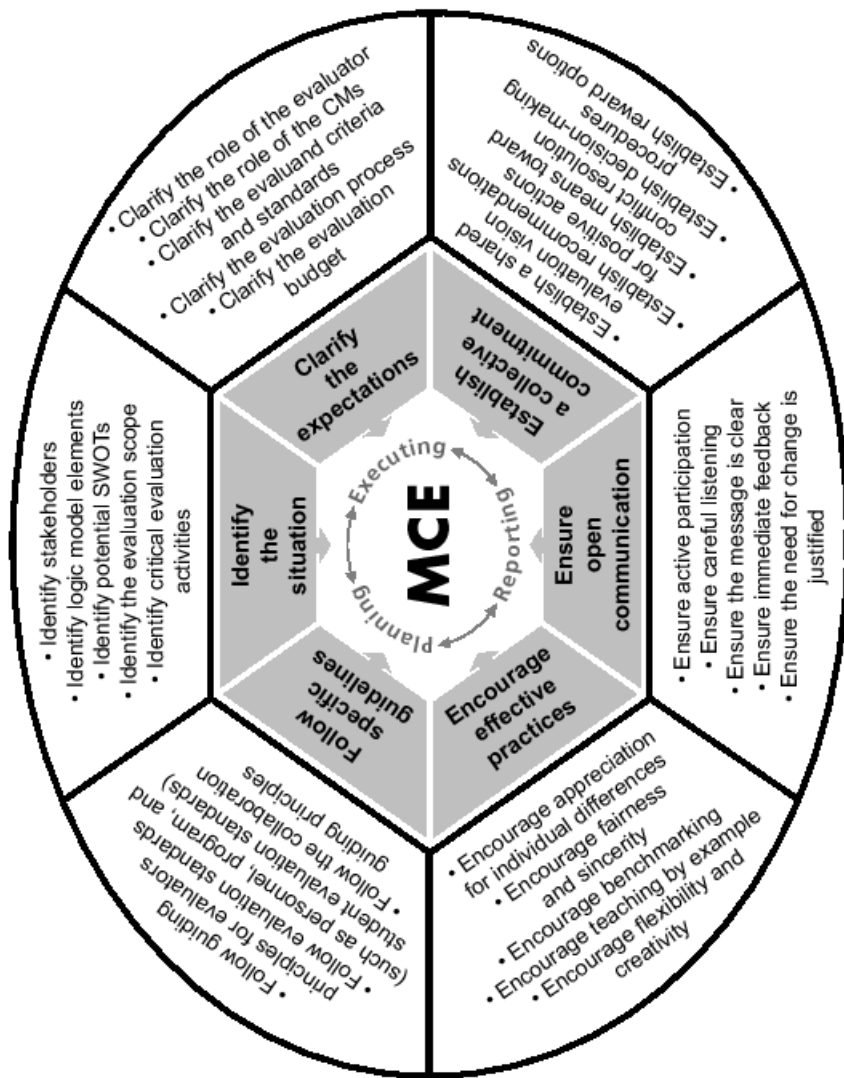 • Identify stakeholders
• Identify logic model elements
• Identify potential SWOTs
• Identify the evaluation scope
• Identify critical evaluation
activities
• Clarify the role of the evaluator
• Clarify the role of the CMs
• Clarify the evaluand criteria
and standards
• Clarify the evaluation process
• Clarify the evaluation
budget
• Establish a shared
evaluation vision
• Establish recommendations
for positive actions
• Establish means toward
conflict resolution
• Establish decision-making
procedures
• Establish reward options
• Ensure active participation
• Ensure careful listening
• Ensure the message is clear
• Ensure immediate feedback
• Ensure the need for change is
justified
• Encourage appreciation
for individual differences
• Encourage fairness
and sincerity
• Encourage benchmarking
• Encourage teaching by example
• Encourage flexibility and
creativity
• Follow guiding
principles for evaluators
• Follow evaluation standards
(such as personnel, program, and
student evaluation standards)
• Follow the collaboration
guiding principles
Identify
the
situation
Clarify
the
expectations
Establish
a collective
commitment
Ensure
open
communication
Encourage
effective
practices
Follow
specific
guidelines
Planning
Executing
Reporting
MCE